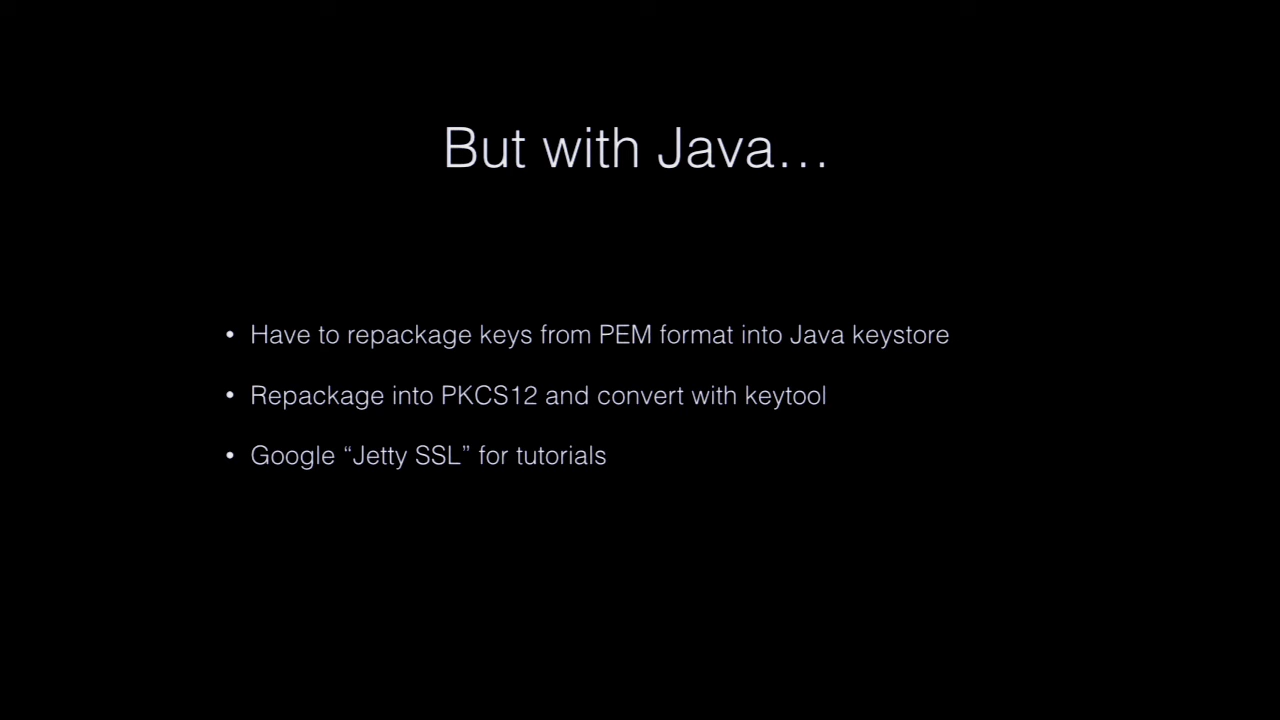 But with Java…
• Have to repackage keys from PEM format into Java keystore
• Repackage into PKCS12 and convert with keytool
• Google “Jetty SSL” for tutorials